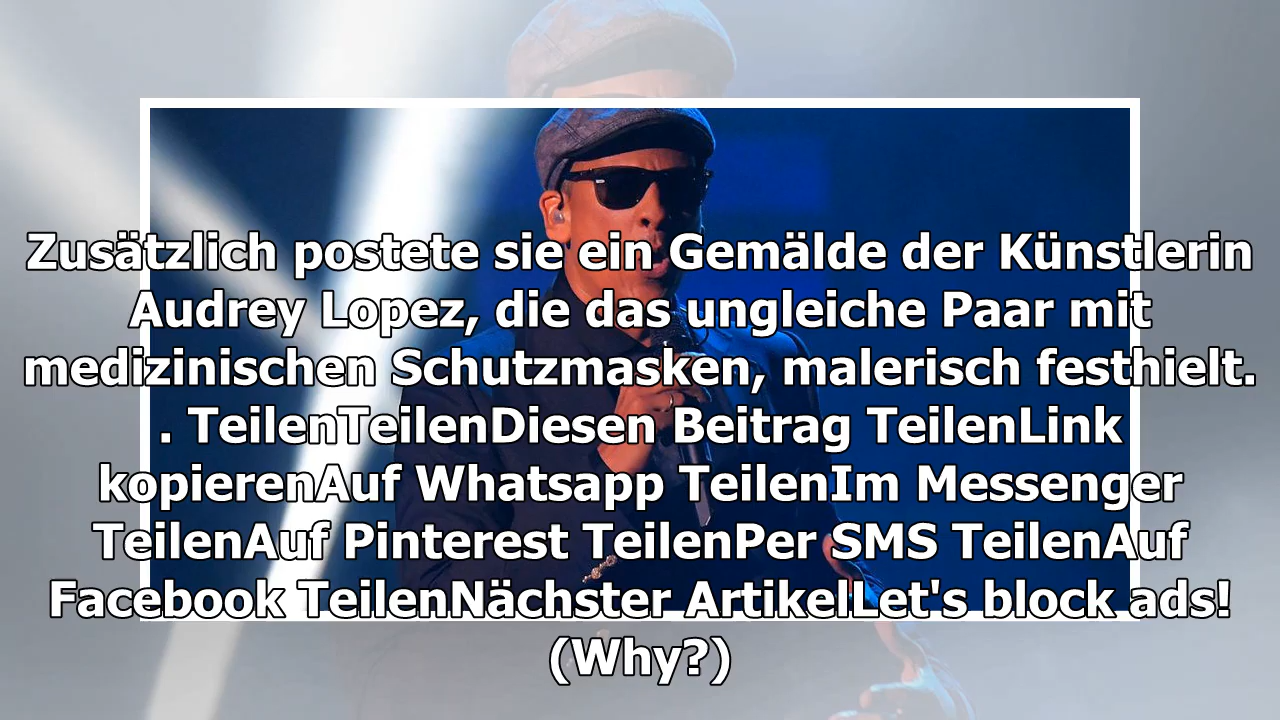 Zusätzlich postete sie ein Gemälde der Künstlerin
Audrey Lopez, die das ungleiche Paar mit
medizinischen Schutzmasken, malerisch festhielt.
. TeilenTeilenDiesen Beitrag TeilenLink
kopierenAuf Whatsapp TeilenIm Messenger
TeilenAuf Pinterest TeilenPer SMS TeilenAuf
Facebook TeilenNächster ArtikelLet's block ads!
(Why?)